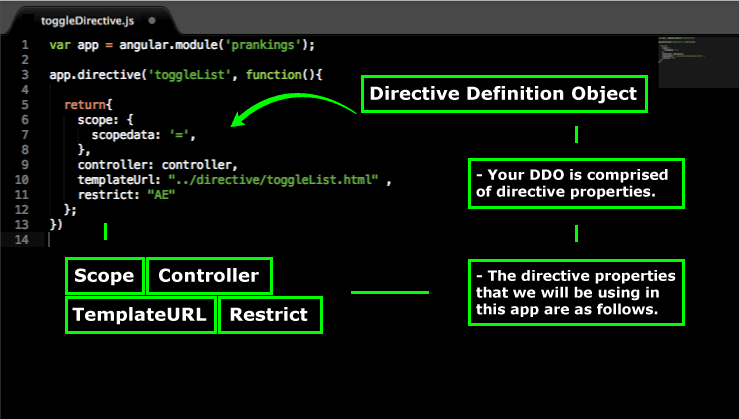 toggleDirective.js
1 var app = angular.module('prankings');
2
3 app.directive('toggleList', function(){
4
5 return{
6 scope: {
7 scopedata: '=',
8 },
9 controller: controller,
10 templateUrl: "../directive/toggleList.html" ,
11 restrict: "AE"
12 };
13 })
14
Directive Definition Object
- Your DDO is comprised
of directive properties.
- The directive properties
that we will be using in
this app are as follows.
Scope
Controller
TemplateURL
Restrict